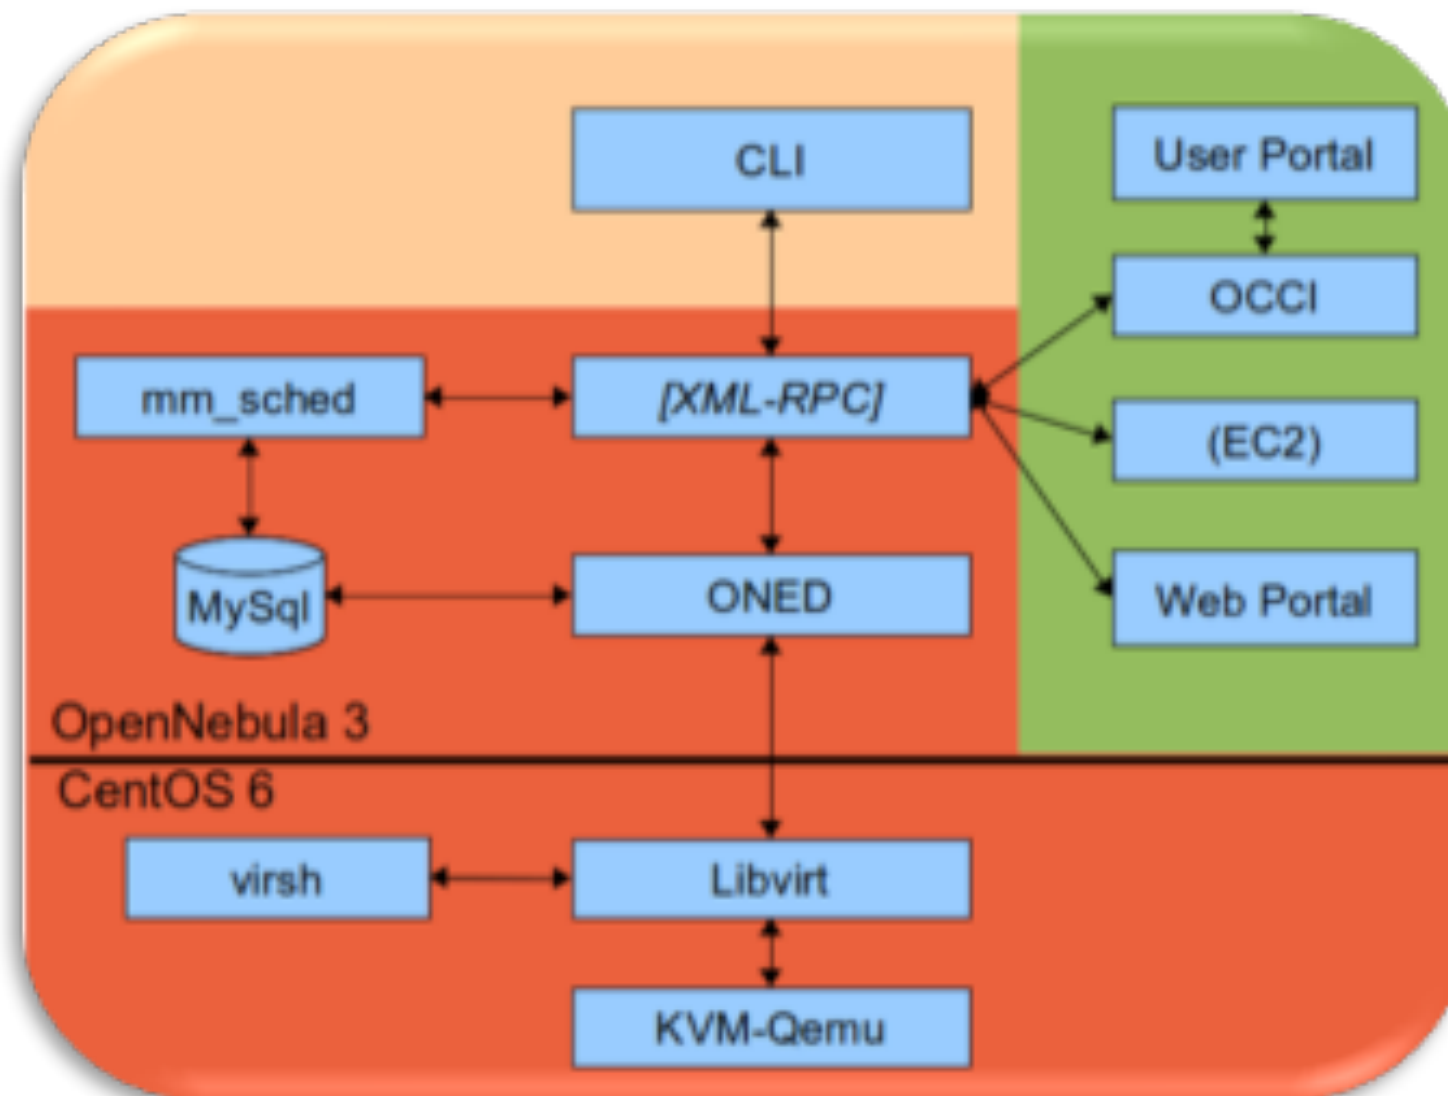 CLI
User Portal
OCCI
mm_sched
[XML-RPC]
(EC2)
MySql
ONED
Web Portal
OpenNebula 3
CentOS 6
virsh
Libvirt
KVM-Qemu